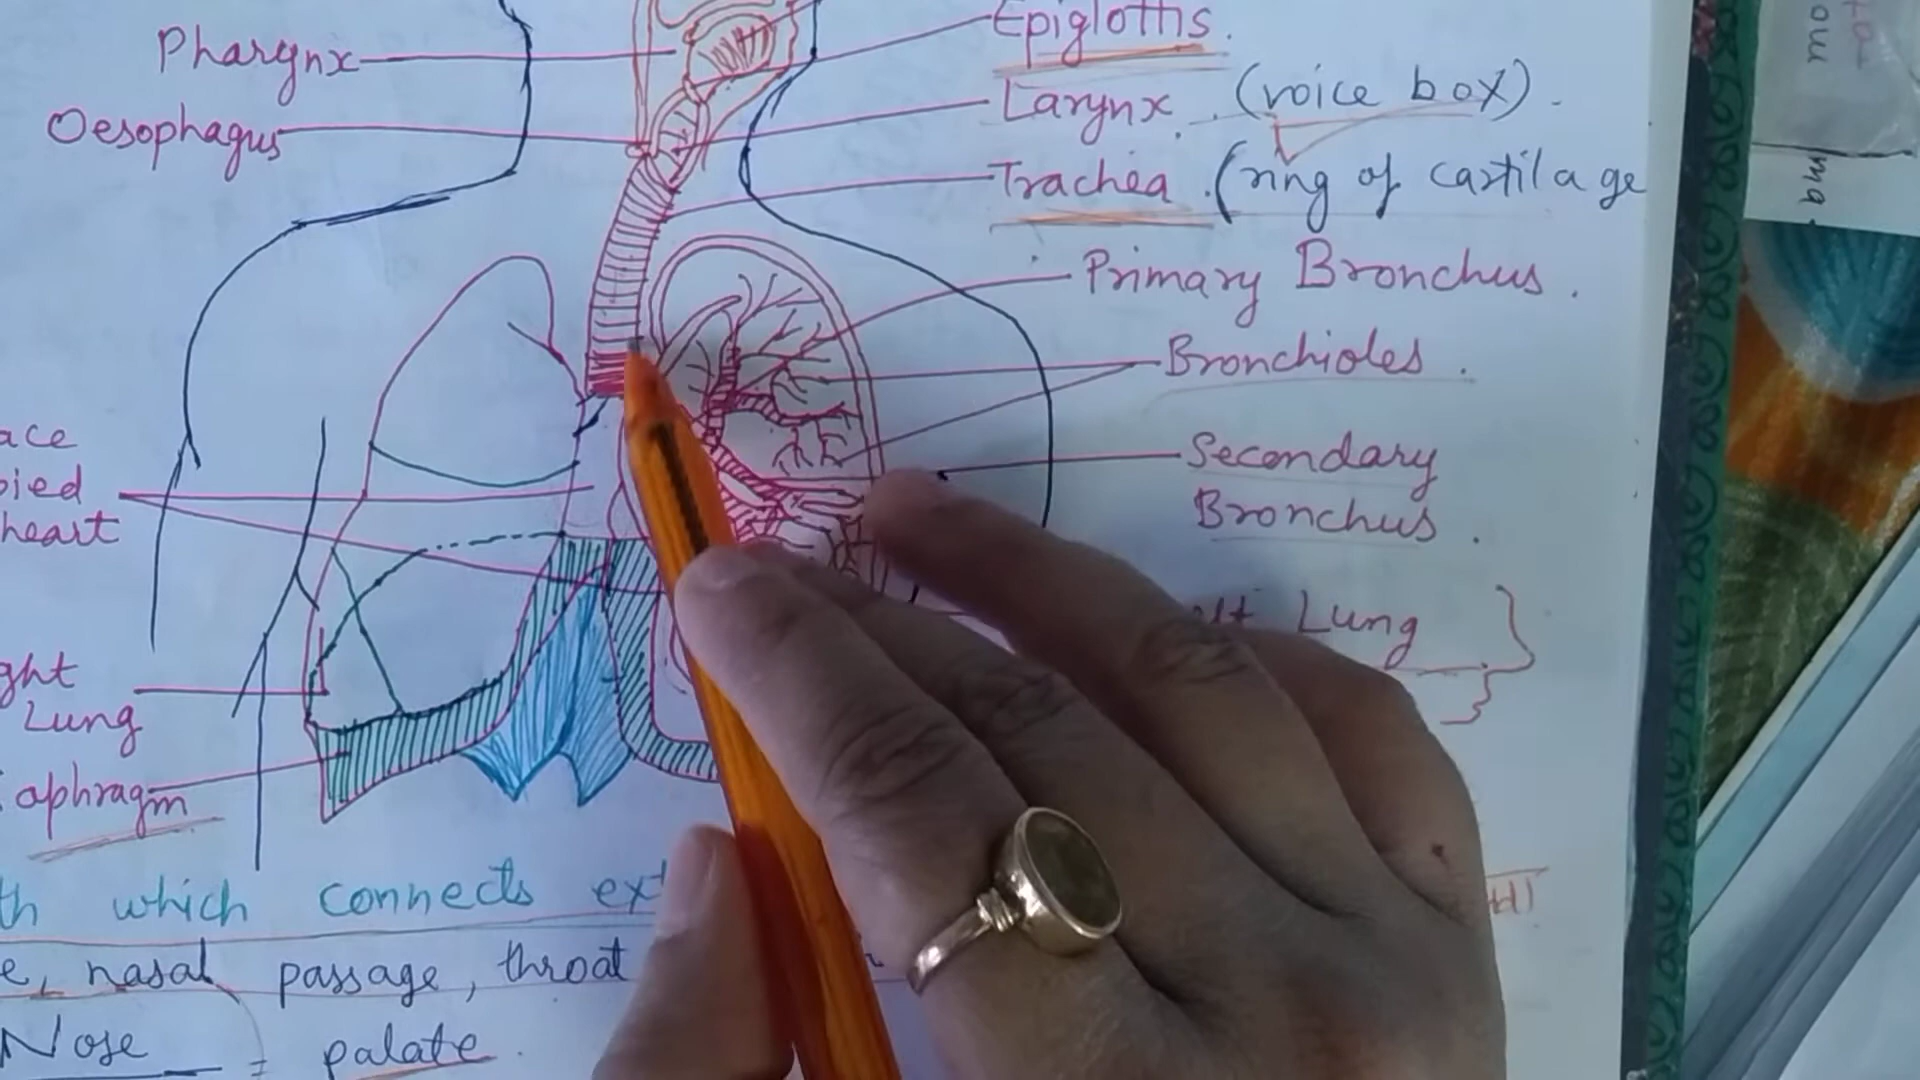 Pharynx
Oesophagus
Epiglottis.
Larynx. (voice box).
Trachea. (ring of cartilage
Primary Bronchus.
Bronchioles.
Secondary
Bronchus.
Lung
ace
pied
heart
ght
Lung
aphragm
th which connects ext
e, nasal passage, throat
Nose = palate.